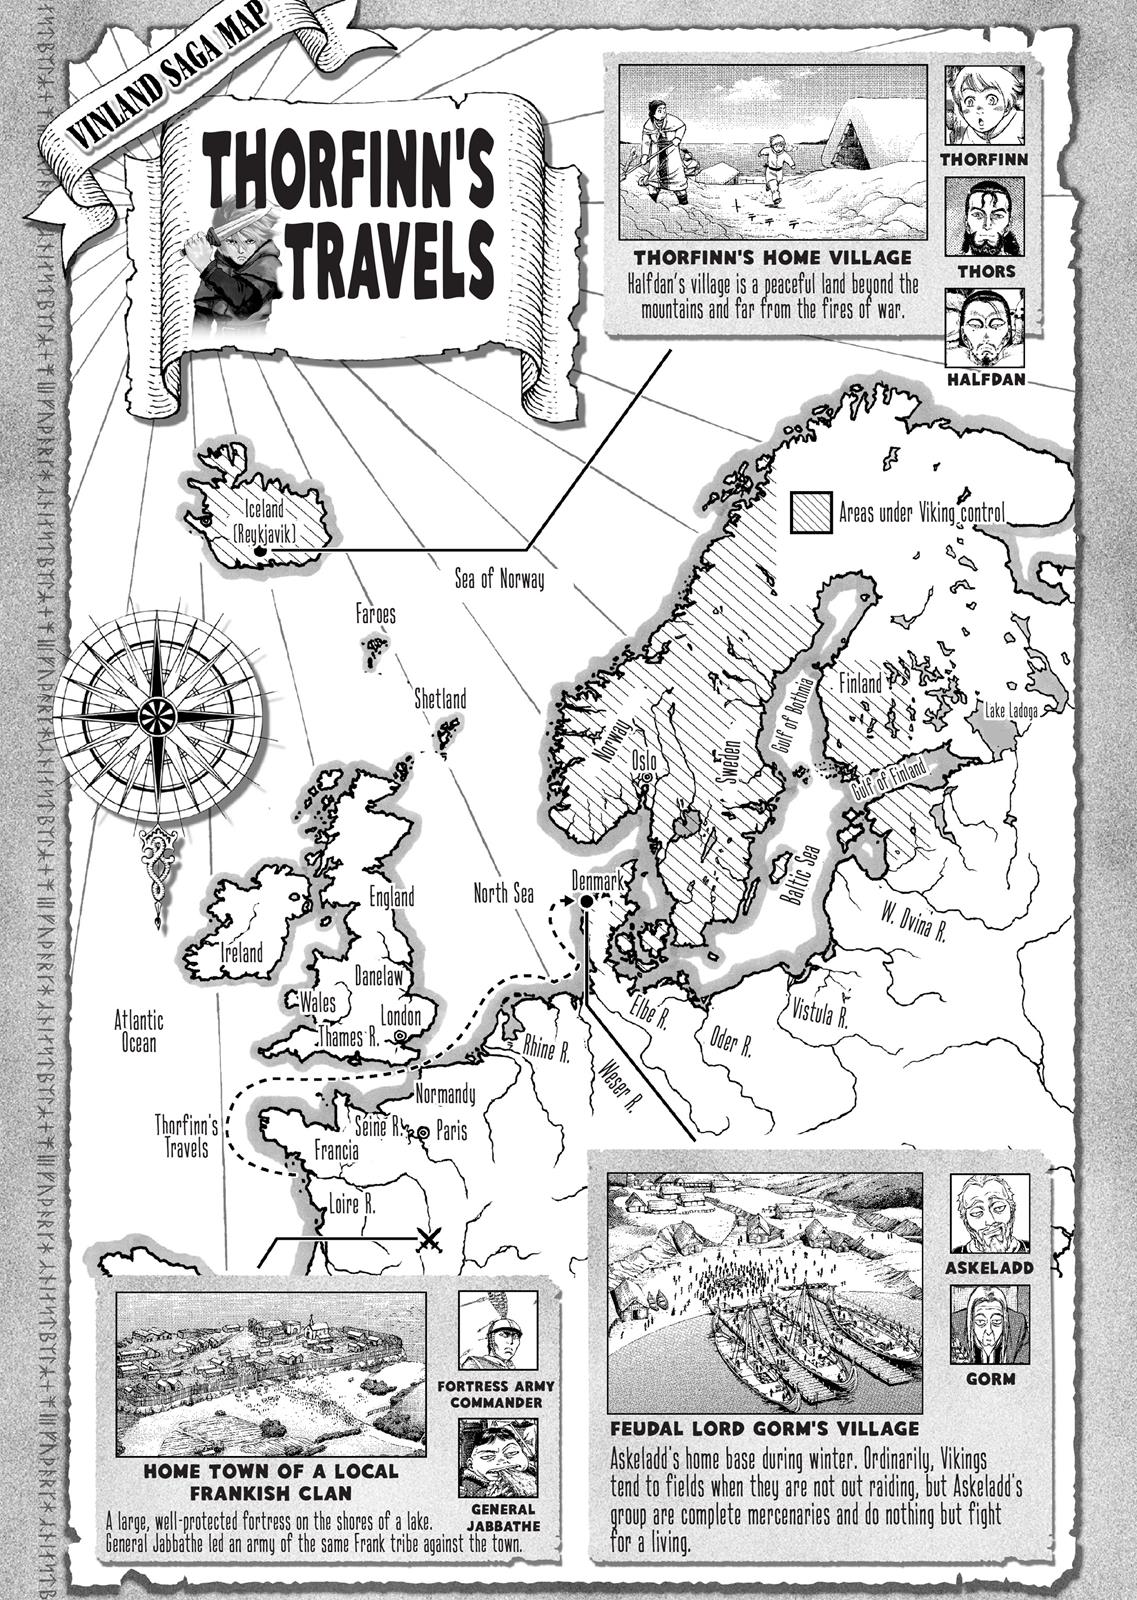 VINLAND SAGA MAP
THORFINN'S
TRAVELS
THORFINN
THORS
HALFDAN
THORFINN'S HOME VILLAGE
Halfdan's village is a peaceful land beyond the
mountains and far from the fires of war.
Iceland
(Reykjavik)
Areas under Viking control
Sea of Norway
Faroes
Shetland
Finland
Lake Ladoga
Gulf of Bothnia
Norway
Oslo
Sweden
Gulf of Finland
Baltic Sea
North Sea
Denmark
England
W. Dvina R.
Ireland
Danelaw
Wales
London
Thames R.
Atlantic
Ocean
Elbe R.
Vistula R.
Oder R.
Rhine R.
Weser R.
Normandy
Seine R.
Paris
Thorfinn's
Travels
Francia
Loire R.
FORTRESS ARMY
COMMANDER
GENERAL
JABBATHE
HOME TOWN OF A LOCAL
FRANKISH CLAN
A large, well-protected fortress on the shores of a lake.
General Jabbathe led an army of the same Frank tribe against the town.
ASKELADD
GORM
FEUDAL LORD GORM'S VILLAGE
Askeladd's home base during winter. Ordinarily, Vikings
tend to fields when they are not out raiding, but Askeladd's
group are complete mercenaries and do nothing but fight
for a living.